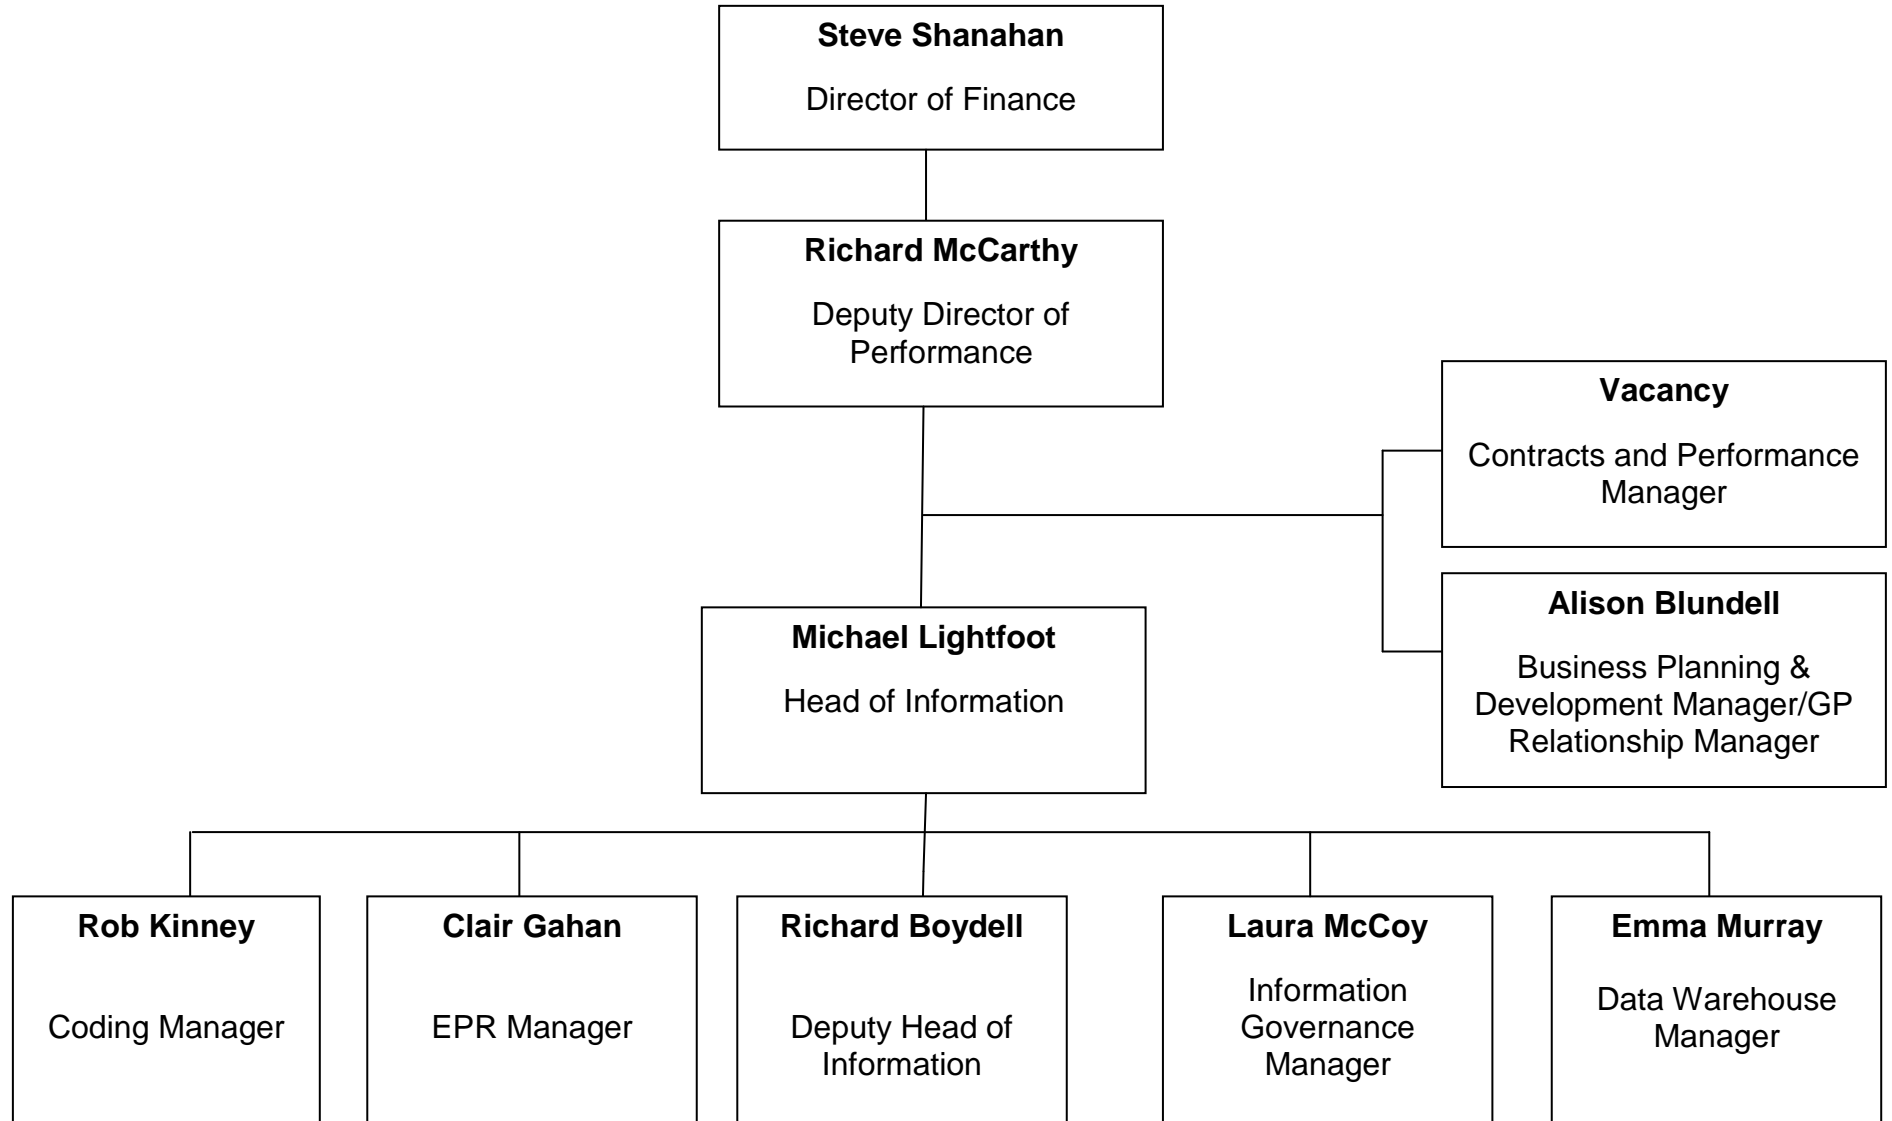 Steve Shanahan
Director of Finance
Richard McCarthy
Deputy Director of
Performance
Vacancy
Contracts and Performance
Manager
Alison Blundell
Business Planning &
Development Manager/GP
Relationship Manager
Michael Lightfoot
Head of Information
Rob Kinney
Coding Manager
Clair Gahan
EPR Manager
Richard Boydell
Deputy Head of
Information
Laura McCoy
Information
Governance
Manager
Emma Murray
Data Warehouse
Manager